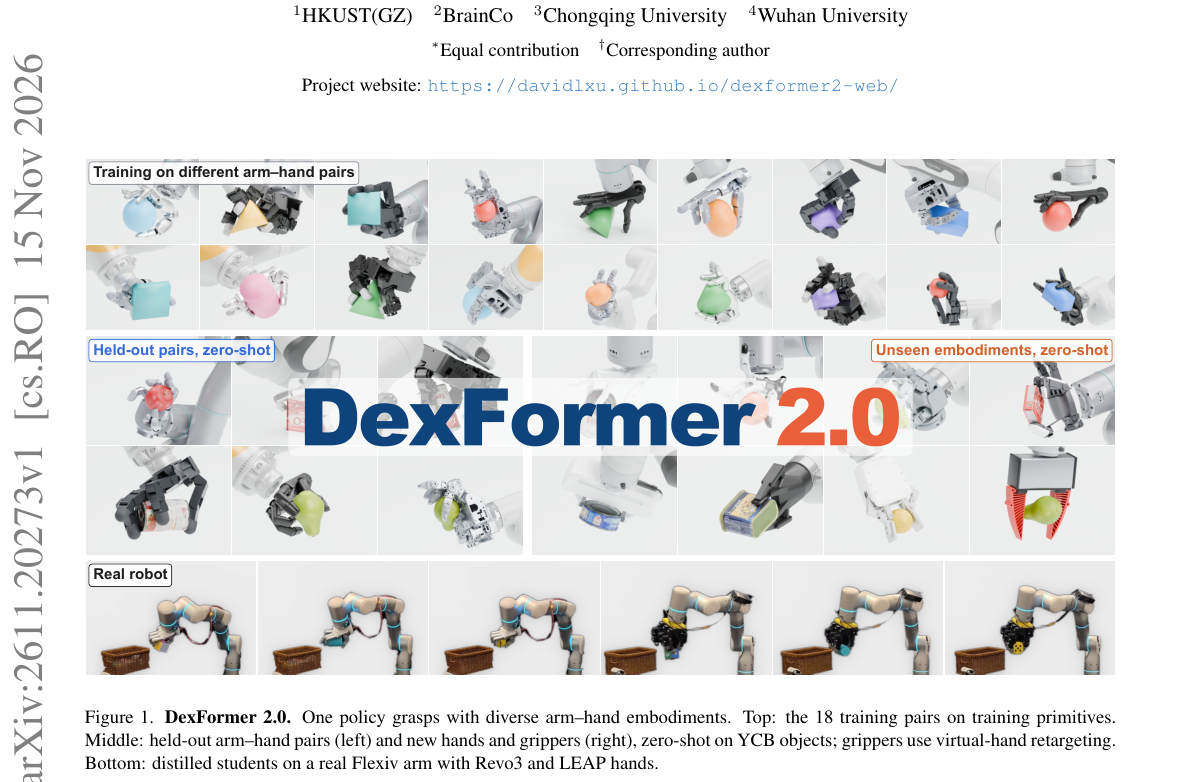 ¹HKUST(GZ) ²BrainCo ³Chongqing University ⁴Wuhan University
*Equal contribution †Corresponding author
Project website: https://davidlxu.github.io/dexformer2-web/
arXiv:2611.20273v1 [cs.RO] 15 Nov 2026
Training on different arm–hand pairs
Held-out pairs, zero-shot
Unseen embodiments, zero-shot
DexFormer 2.0
Real robot
Figure 1. DexFormer 2.0. One policy grasps with diverse arm–hand embodiments. Top: the 18 training pairs on training primitives.
Middle: held-out arm–hand pairs (left) and new hands and grippers (right), zero-shot on YCB objects; grippers use virtual-hand retargeting.
Bottom: distilled students on a real Flexiv arm with Revo3 and LEAP hands.